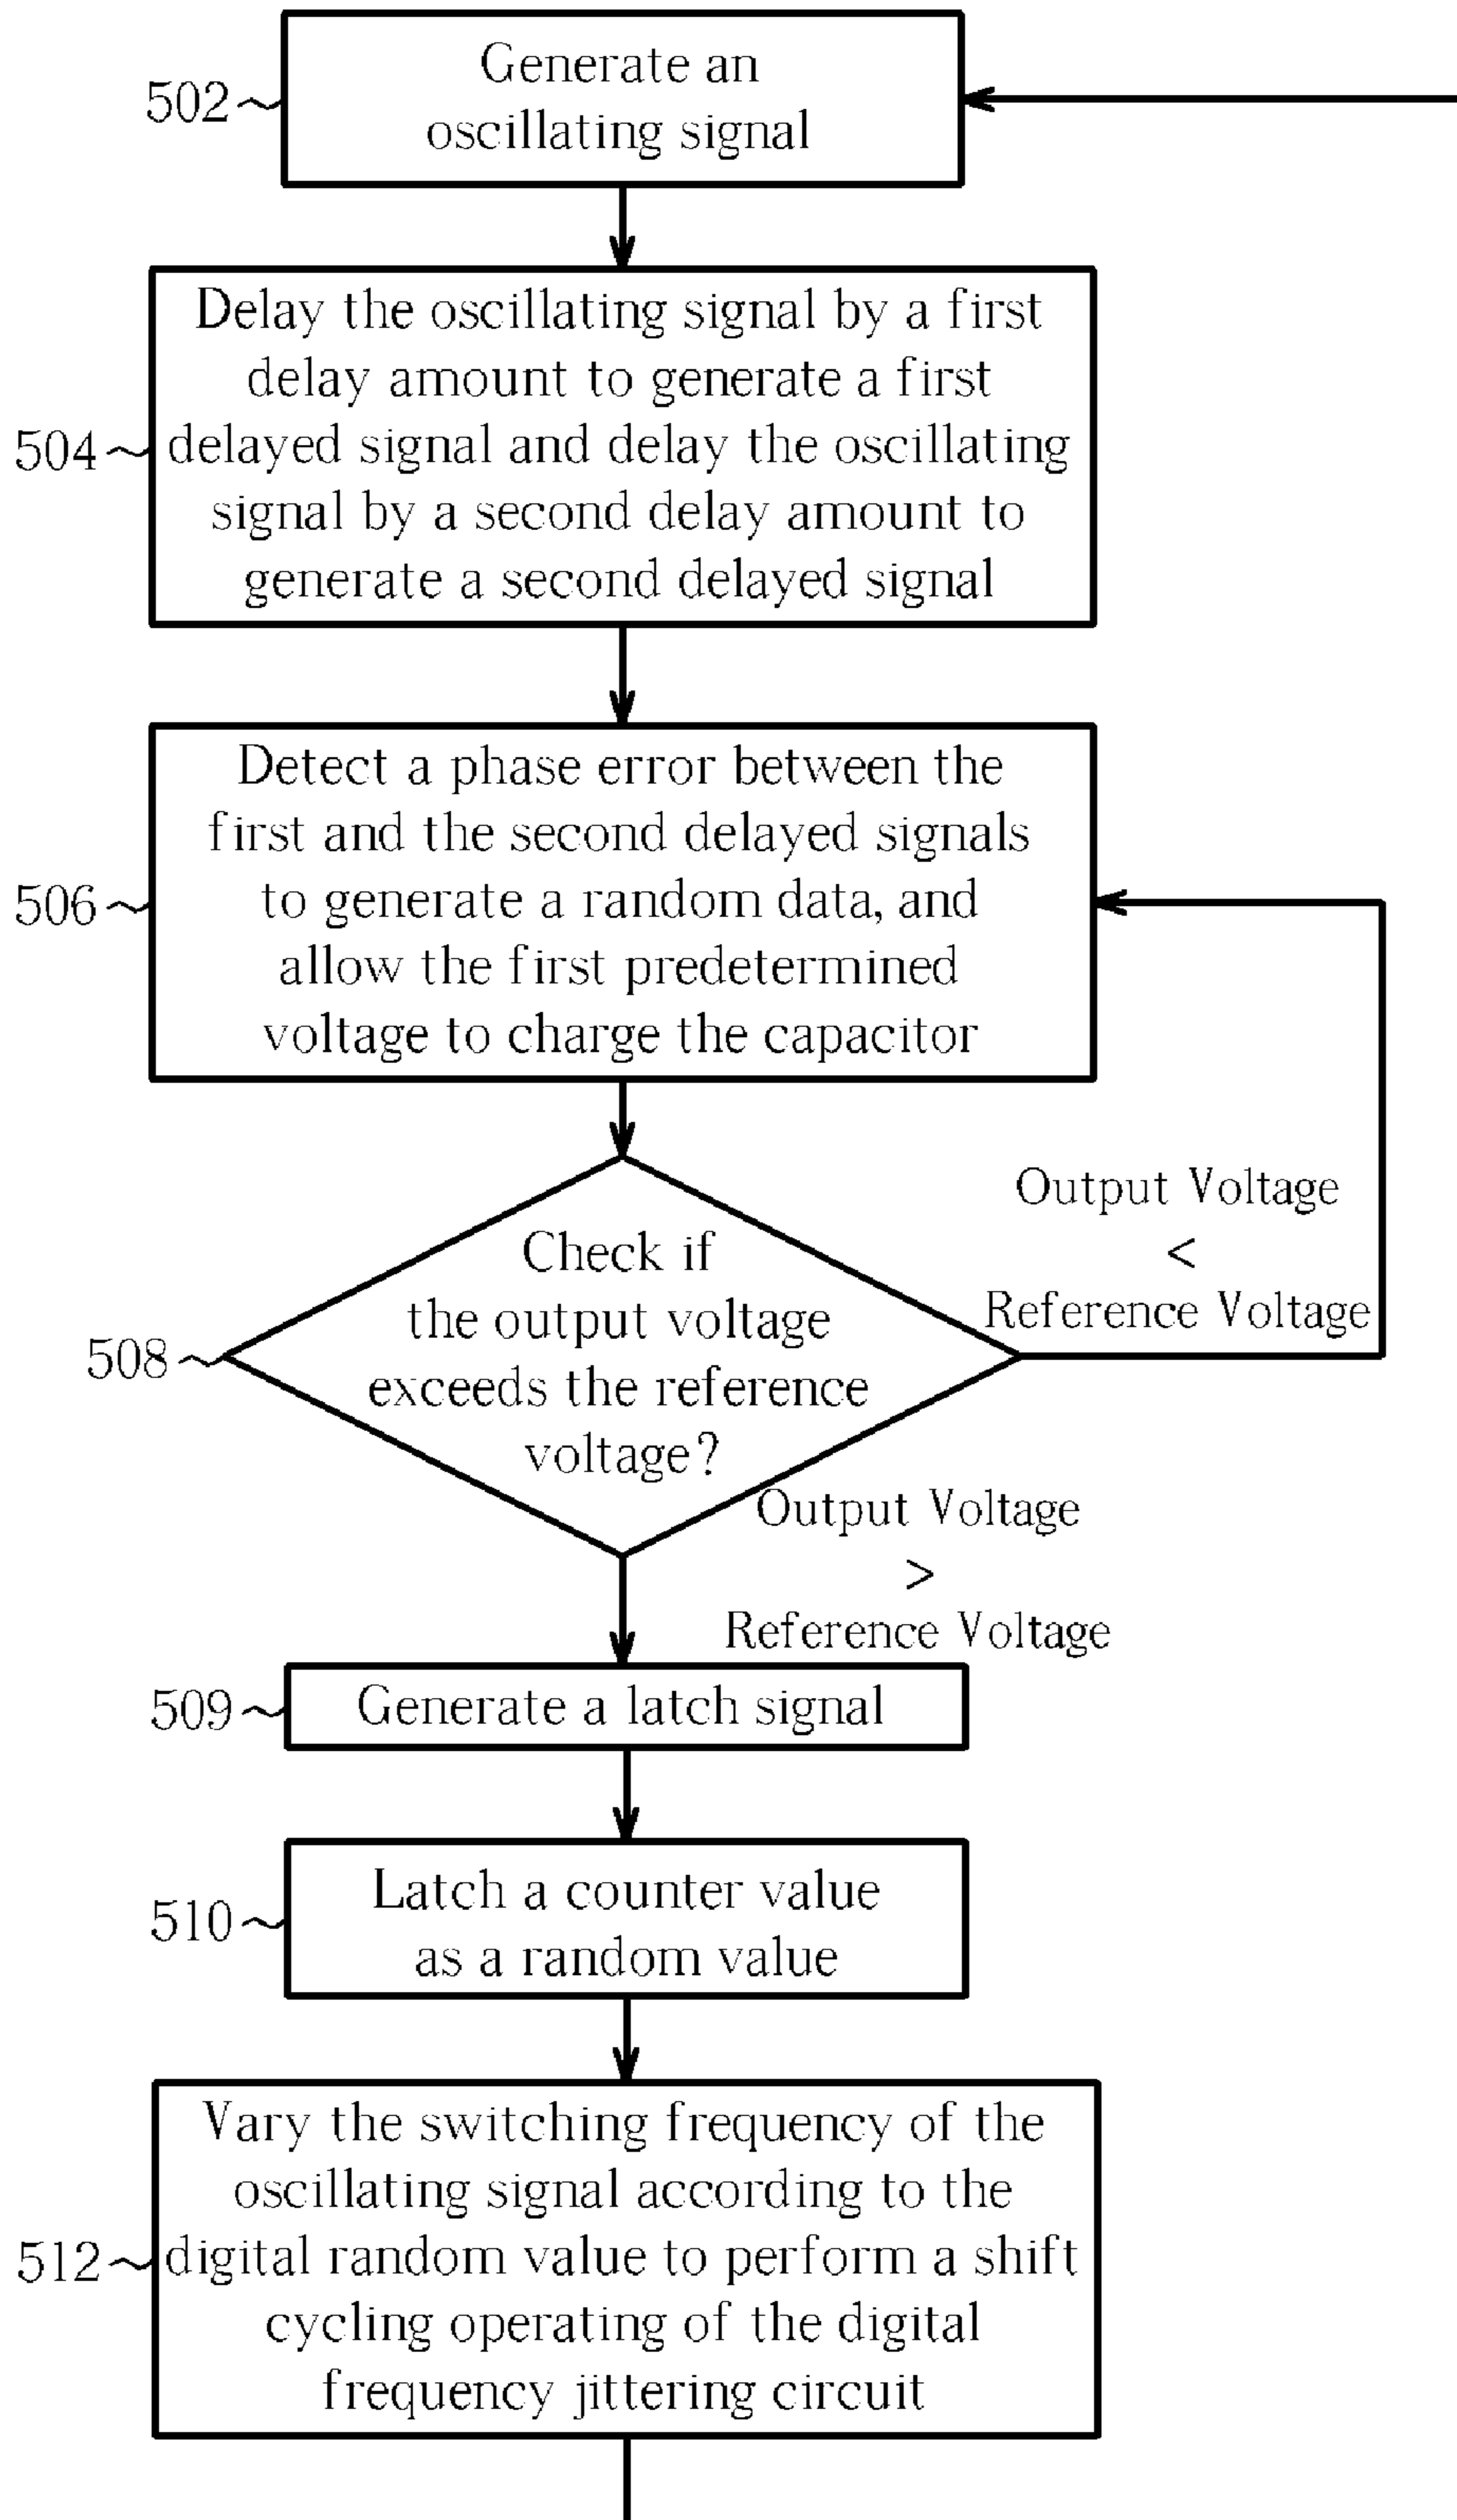 Generate an
502
oscillating signal
Delay the oscillating signal by a first
delay amount to generate a first
504
delayed signal and delay the oscillating
signal by a second delay amount to
generate a second delayed signal
Detect a phase error between the
first and the second delayed signals
506
to generate a random data, and
allow the first predetermined
voltage to charge the capacitor
Output Voltage
<
Reference Voltage
Check if
the output voltage
508
exceeds the reference
voltage?
Output Voltage
>
Reference Voltage
509
Generate a latch signal
510
Latch a counter value
as a random value
Vary the switching frequency of the
oscillating signal according to the
512
digital random value to perform a shift
cycling operating of the digital
frequency jittering circuit